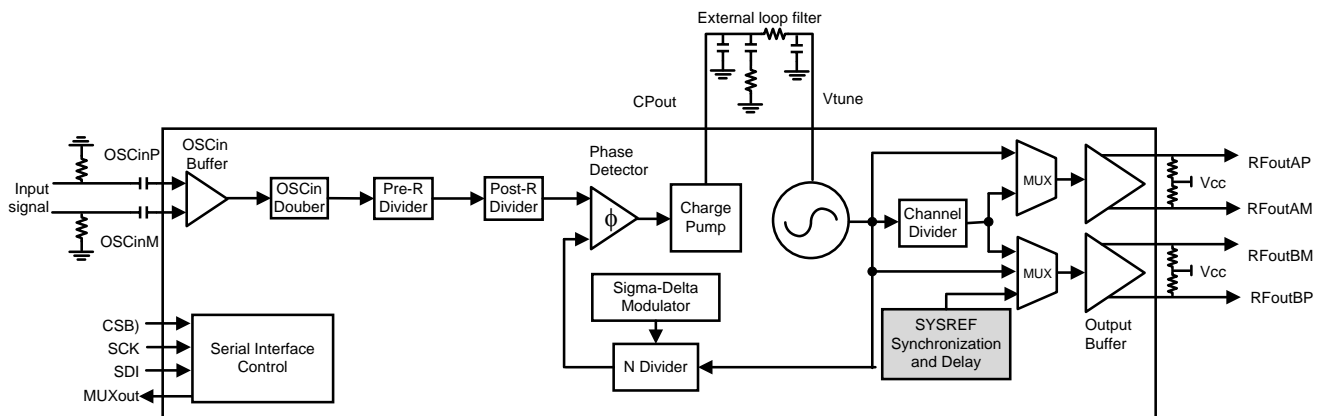 External loop filter
CPout
Vtune
OSCinP
OSCin
Buffer
Input
signal
OSCinM
OSCin
Douber
Pre-R
Divider
Post-R
Divider
Phase
Detector
ϕ
Charge
Pump
Channel
Divider
MUX
MUX
RFoutAP
Vcc
RFoutAM
RFoutBM
Vcc
RFoutBP
Output
Buffer
Sigma-Delta
Modulator
N Divider
SYSREF
Synchronization
and Delay
CSB)
SCK
SDI
MUXout
Serial Interface
Control